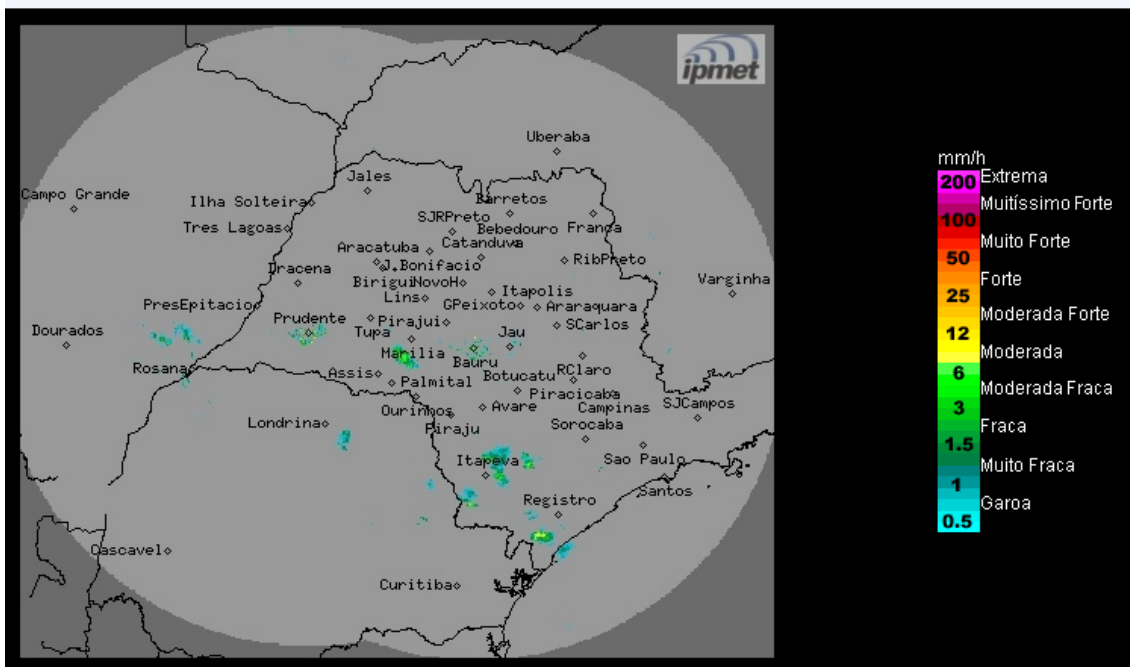 ipmet
Uberaba
Jales
Campo Grande
Ilha Solteira
Barretos
SJRPreto
Tres Lagoas
Bebedouro
Franca
Aracatuba
Catanduva
J.Bonifacio
RibPreto
Dracena
Varginha
Birigui
NovoH
Itapolis
Lins
PresEpitacio
GPeixoto
Araraquara
Prudente
Pirajui
SCarlos
Dourados
Tupa
Jau
Marilia
Bauru
Rosana
Assis
Botucatu
RClaro
Palmital
Piracicaba
Ourinhos
Avare
Campinas
SJCampos
Londrina
Piraju
Sorocaba
Itapeva
Sao Paulo
Santos
Registro
Cascavel
Curitiba
mm/h
200 Extrema
Muitíssimo Forte
100
Muito Forte
50
Forte
25
Moderada Forte
12
Moderada
6
Moderada Fraca
3
Fraca
1.5
Muito Fraca
1
Garoa
0.5